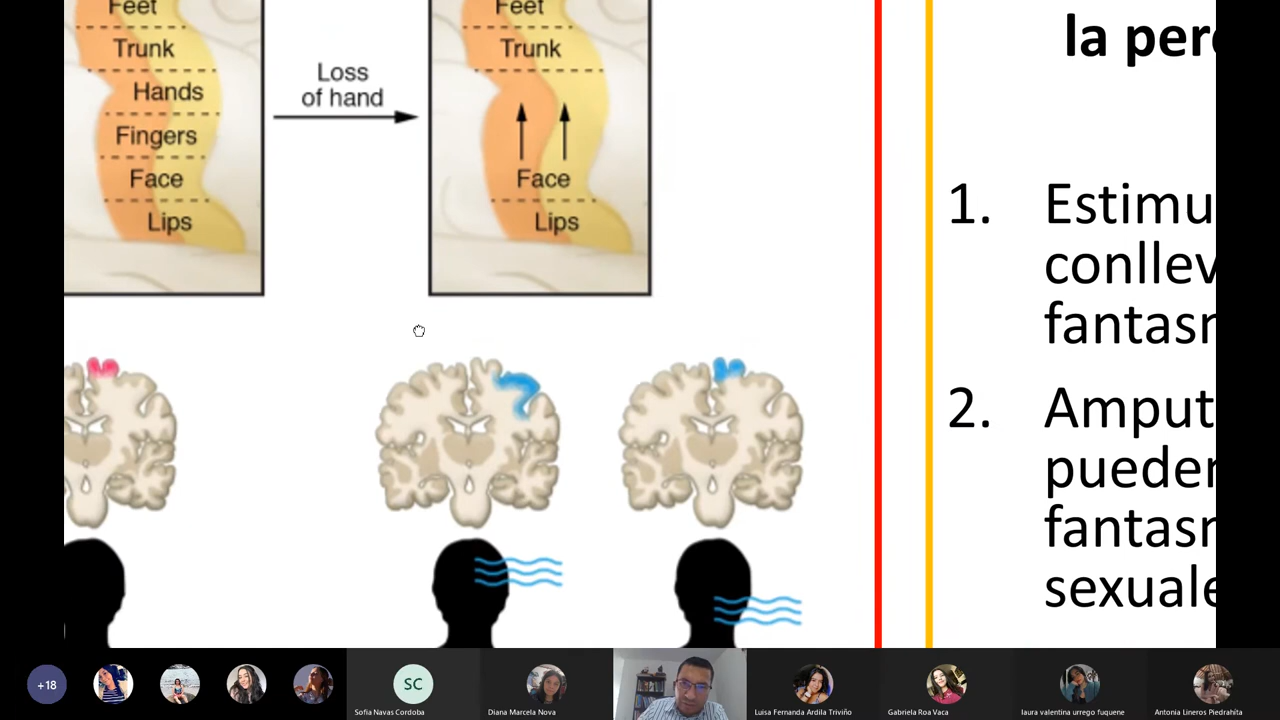 Feet
Trunk
Hands
Fingers
Face
Lips
Loss
of hand
Feet
Trunk
Face
Lips
la perc
1. Estimu
conllev
fantasm
2. Amput
pueden
fantasm
sexuale
+18
SC
Sofia Navas Cordoba
Diana Marcela Nova
Luisa Fernanda Ardila Triviño
Gabriela Roa Vaca
laura valentina urrego fuquene
Antonia Lineros Piedrahíta